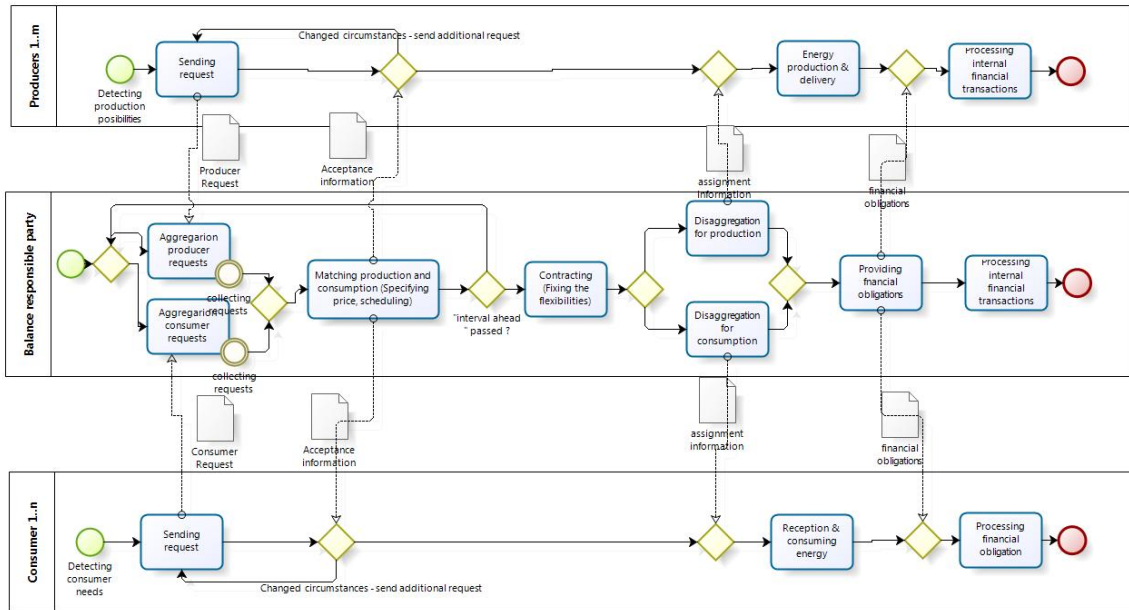 Producers 1..m
Changed circumstances - send additional request
Sending
request
Detecting
production
posibilities
Energy
production &
delivery
Processing
internal
financial
transactions
Producer
Request
Acceptance
information
assignment
information
financial
obligations
Balance responsible party
Aggregarion
producer
requests
collecting
requests
Aggregarion
consumer
requests
collecting
requests
Matching production and
consumption (Specifying
price, scheduling)
"interval ahead
" passed ?
Contracting
(Fixing the
flexibilities)
Disaggregation
for production
Disaggregation
for
consumption
Providing
financial
obligations
Processing
internal
financial
transactions
Consumer
Request
Acceptance
information
assignment
information
financial
obligations
Consumer 1..n
Detecting
consumer
needs
Sending
request
Changed circumstances - send additional request
Reception &
consuming
energy
Processing
financial
obligation